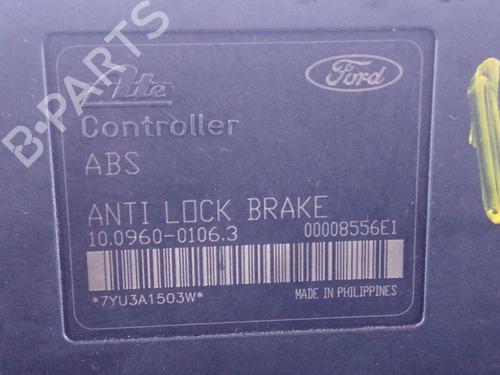 Ate
Ford
Controller
ABS
ANTI LOCK BRAKE
10.0960-0106.3 00008556E1
*7YU3A1503W* MADE IN PHILIPPINES
B-PARTS